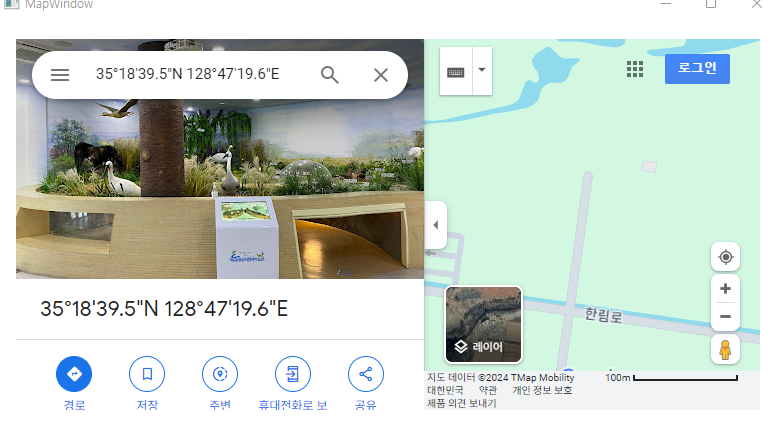 MapWindow
35°18'39.5"N 128°47'19.6"E
로그인
35°18'39.5"N 128°47'19.6"E
경로
저장
주변
휴대전화로 보
공유
한림로
레이어
지도 데이터 ©2024 TMap Mobility
100m
대한민국 약관 개인 정보 보호
제품 의견 보내기